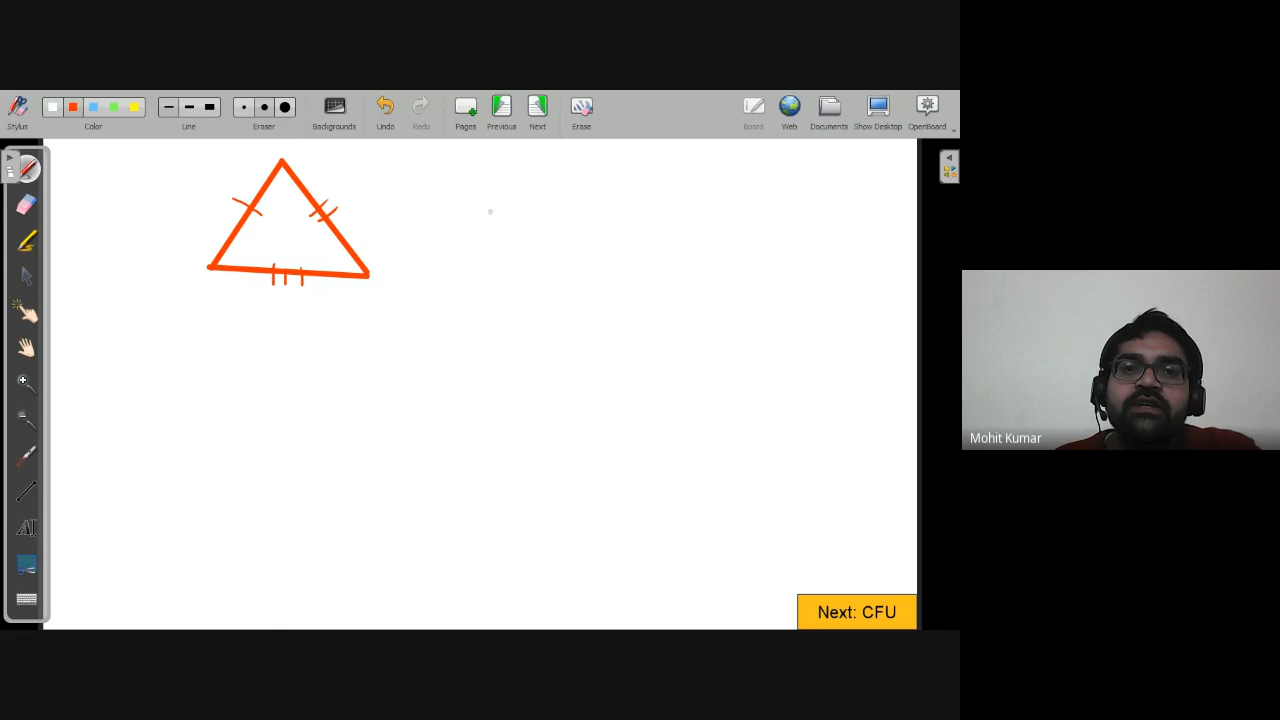 Stylus Color Line Eraser Backgrounds Undo Redo Pages Previous Next Erase Board Web Documents Show Desktop OpenBoard
AI
Mohit Kumar
Next: CFU